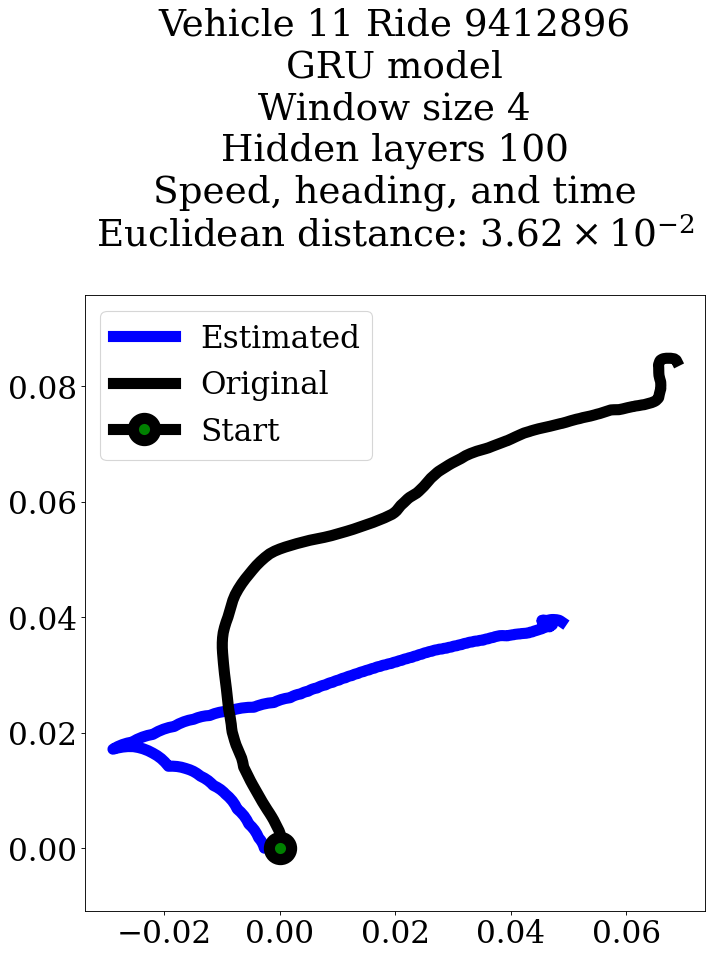 Vehicle 11 Ride 9412896
GRU model
Window size 4
Hidden layers 100
Speed, heading, and time
Euclidean distance: 3.62 × 10⁻²
Estimated
Original
Start
0.08
0.06
0.04
0.02
0.00
−0.02 0.00 0.02 0.04 0.06